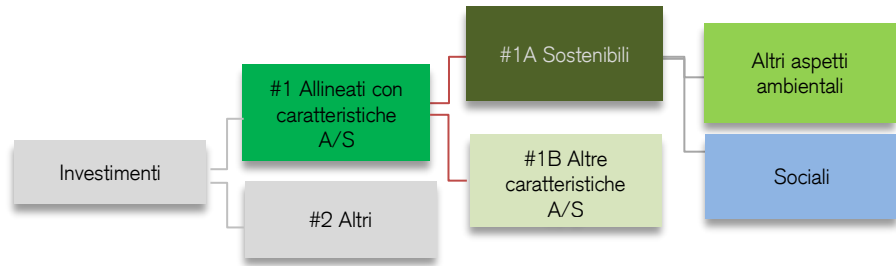 Investimenti
#1 Allineati con
caratteristiche
A/S
#2 Altri
#1A Sostenibili
#1B Altre
caratteristiche
A/S
Altri aspetti
ambientali
Sociali